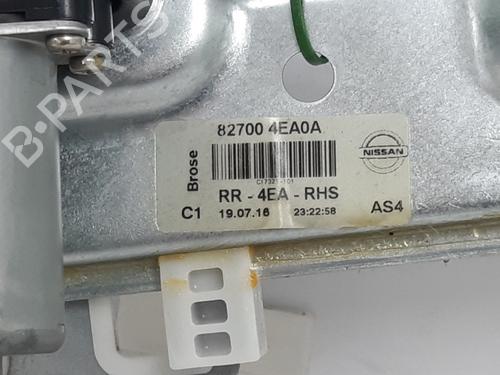 B-PARTS
82700 4EA0A
Brose
NISSAN
RR - 4EA - RHS
C1 19.07.16 23:22:58 AS4